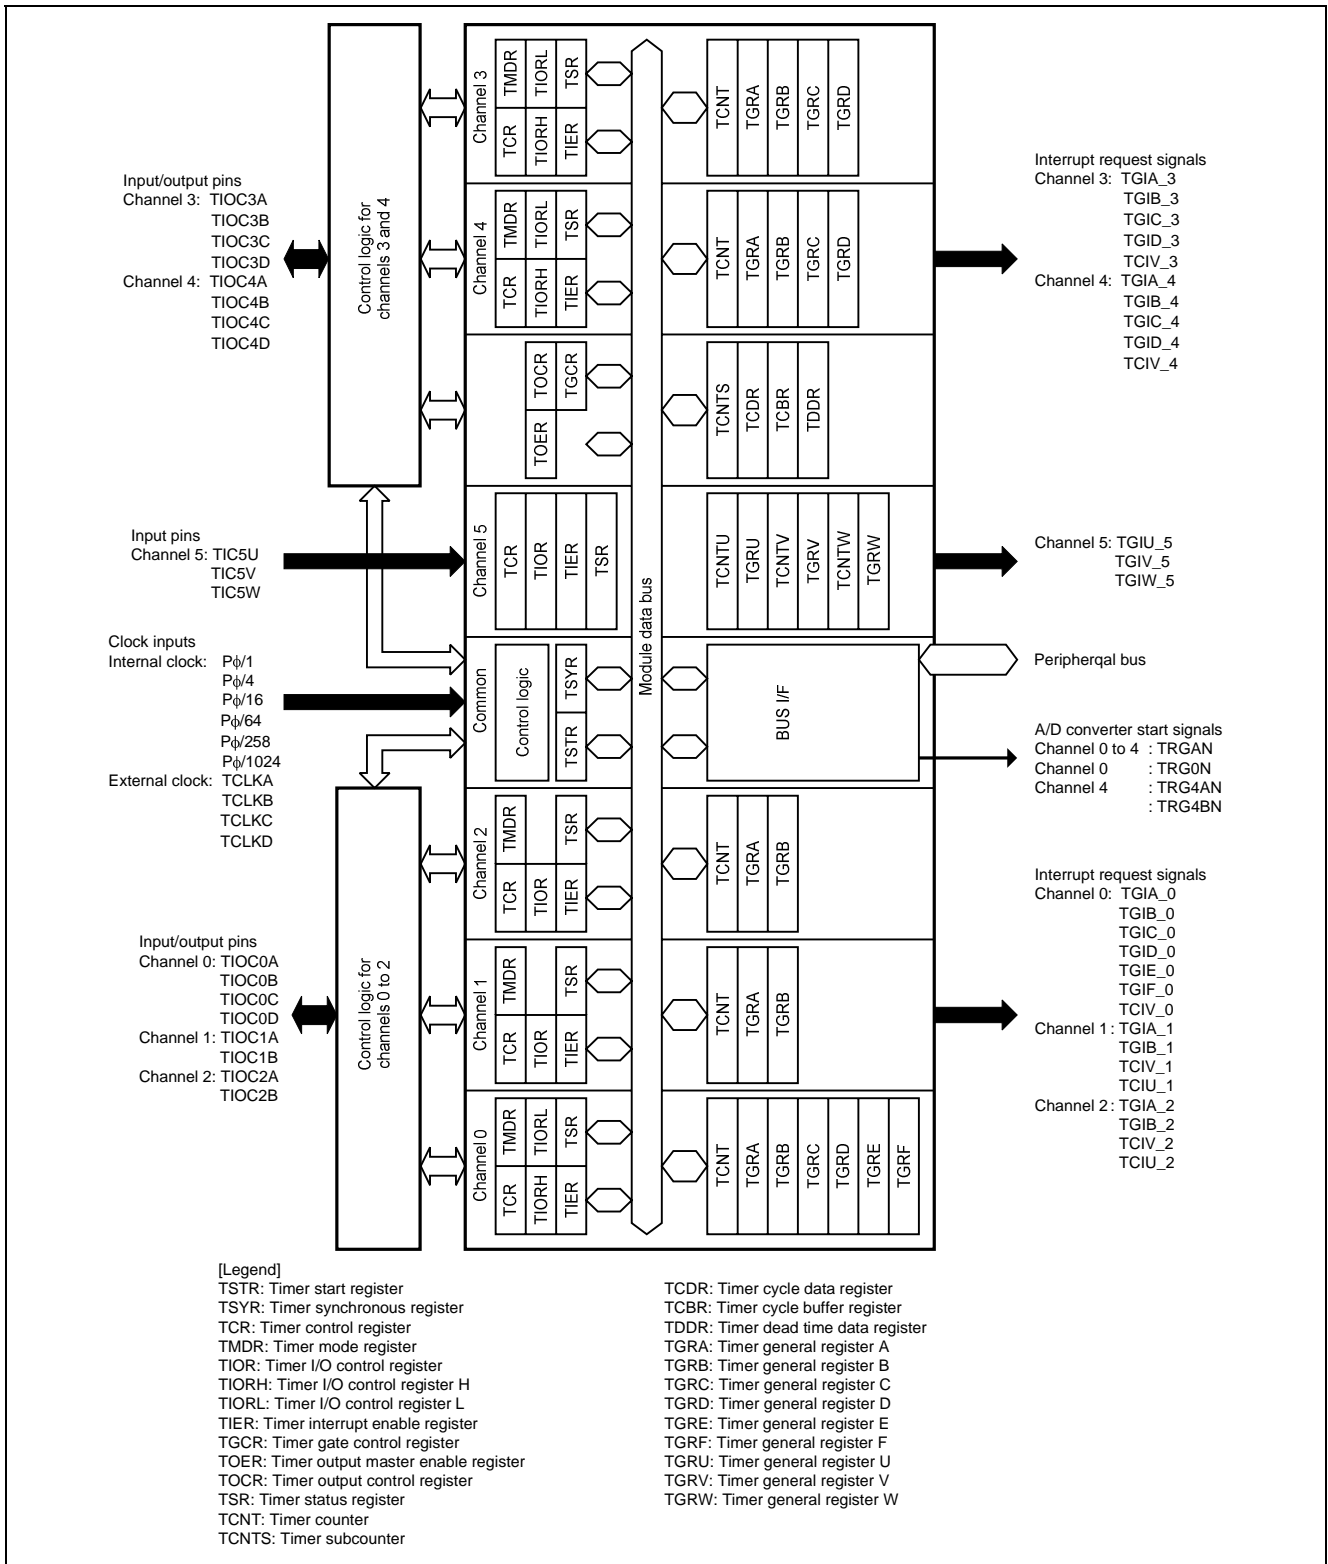 Input/output pins
Channel 3: TIOC3A
TIOC3B
TIOC3C
TIOC3D
Channel 4: TIOC4A
TIOC4B
TIOC4C
TIOC4D
Input pins
Channel 5: TIC5U
TIC5V
TIC5W
Clock inputs
Internal clock: Pϕ/1
Pϕ/4
Pϕ/16
Pϕ/64
Pϕ/258
Pϕ/1024
External clock: TCLKA
TCLKB
TCLKC
TCLKD
Input/output pins
Channel 0: TIOC0A
TIOC0B
TIOC0C
TIOC0D
Channel 1: TIOC1A
TIOC1B
Channel 2: TIOC2A
TIOC2B
Control logic for
channels 3 and 4
Control logic for
channels 0 to 2
Channel 3
TCR TMDR
TIORH TIORL
TIER TSR
TCNT
TGRA
TGRB
TGRC
TGRD
Channel 4
TCR TMDR
TIORH TIORL
TIER TSR
TCNT
TGRA
TGRB
TGRC
TGRD
TOER TOCR
TGCR
TCNTS
TCDR
TCBR
TDDR
Channel 5
TCR
TIOR
TIER
TSR
TCNTU
TGRU
TCNTV
TGRV
TCNTW
TGRW
Common
Control logic
TSTR TSYR
Module data bus
BUS I/F
Channel 2
TCR TMDR
TIOR
TIER TSR
TCNT
TGRA
TGRB
Channel 1
TCR TMDR
TIOR
TIER TSR
TCNT
TGRA
TGRB
Channel 0
TCR TMDR
TIORH TIORL
TIER TSR
TCNT
TGRA
TGRB
TGRC
TGRD
TGRE
TGRF
Interrupt request signals
Channel 3: TGIA_3
TGIB_3
TGIC_3
TGID_3
TCIV_3
Channel 4: TGIA_4
TGIB_4
TGIC_4
TGID_4
TCIV_4
Channel 5: TGIU_5
TGIV_5
TGIW_5
Peripherqal bus
A/D converter start signals
Channel 0 to 4 : TRGAN
Channel 0 : TRG0N
Channel 4 : TRG4AN
: TRG4BN
Interrupt request signals
Channel 0: TGIA_0
TGIB_0
TGIC_0
TGID_0
TGIE_0
TGIF_0
TCIV_0
Channel 1: TGIA_1
TGIB_1
TCIV_1
TCIU_1
Channel 2: TGIA_2
TGIB_2
TCIV_2
TCIU_2
[Legend]
TSTR: Timer start register
TSYR: Timer synchronous register
TCR: Timer control register
TMDR: Timer mode register
TIOR: Timer I/O control register
TIORH: Timer I/O control register H
TIORL: Timer I/O control register L
TIER: Timer interrupt enable register
TGCR: Timer gate control register
TOER: Timer output master enable register
TOCR: Timer output control register
TSR: Timer status register
TCNT: Timer counter
TCNTS: Timer subcounter
TCDR: Timer cycle data register
TCBR: Timer cycle buffer register
TDDR: Timer dead time data register
TGRA: Timer general register A
TGRB: Timer general register B
TGRC: Timer general register C
TGRD: Timer general register D
TGRE: Timer general register E
TGRF: Timer general register F
TGRU: Timer general register U
TGRV: Timer general register V
TGRW: Timer general register W